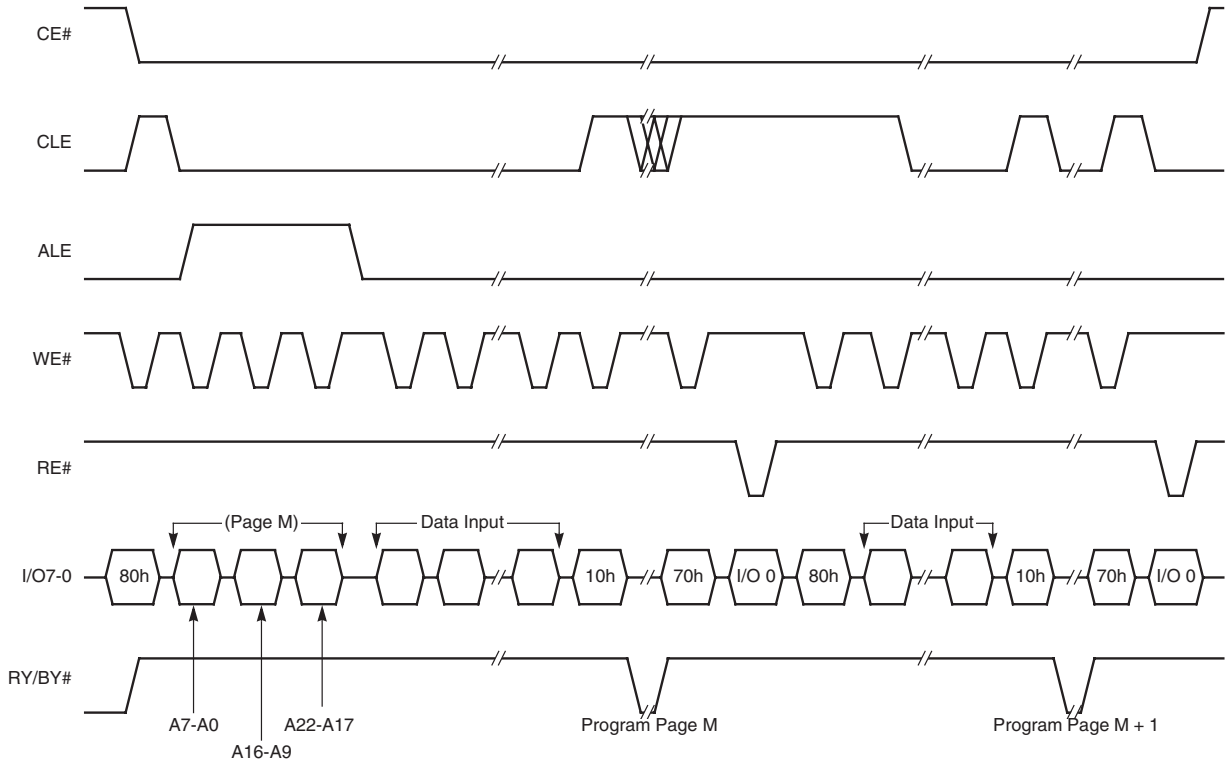 CE#
CLE
ALE
WE#
RE#
(Page M) Data Input Data Input
I/O7-0 80h 10h 70h I/O 0 80h 10h 70h I/O 0
RY/BY#
A7-A0 A22-A17 Program Page M Program Page M + 1
A16-A9